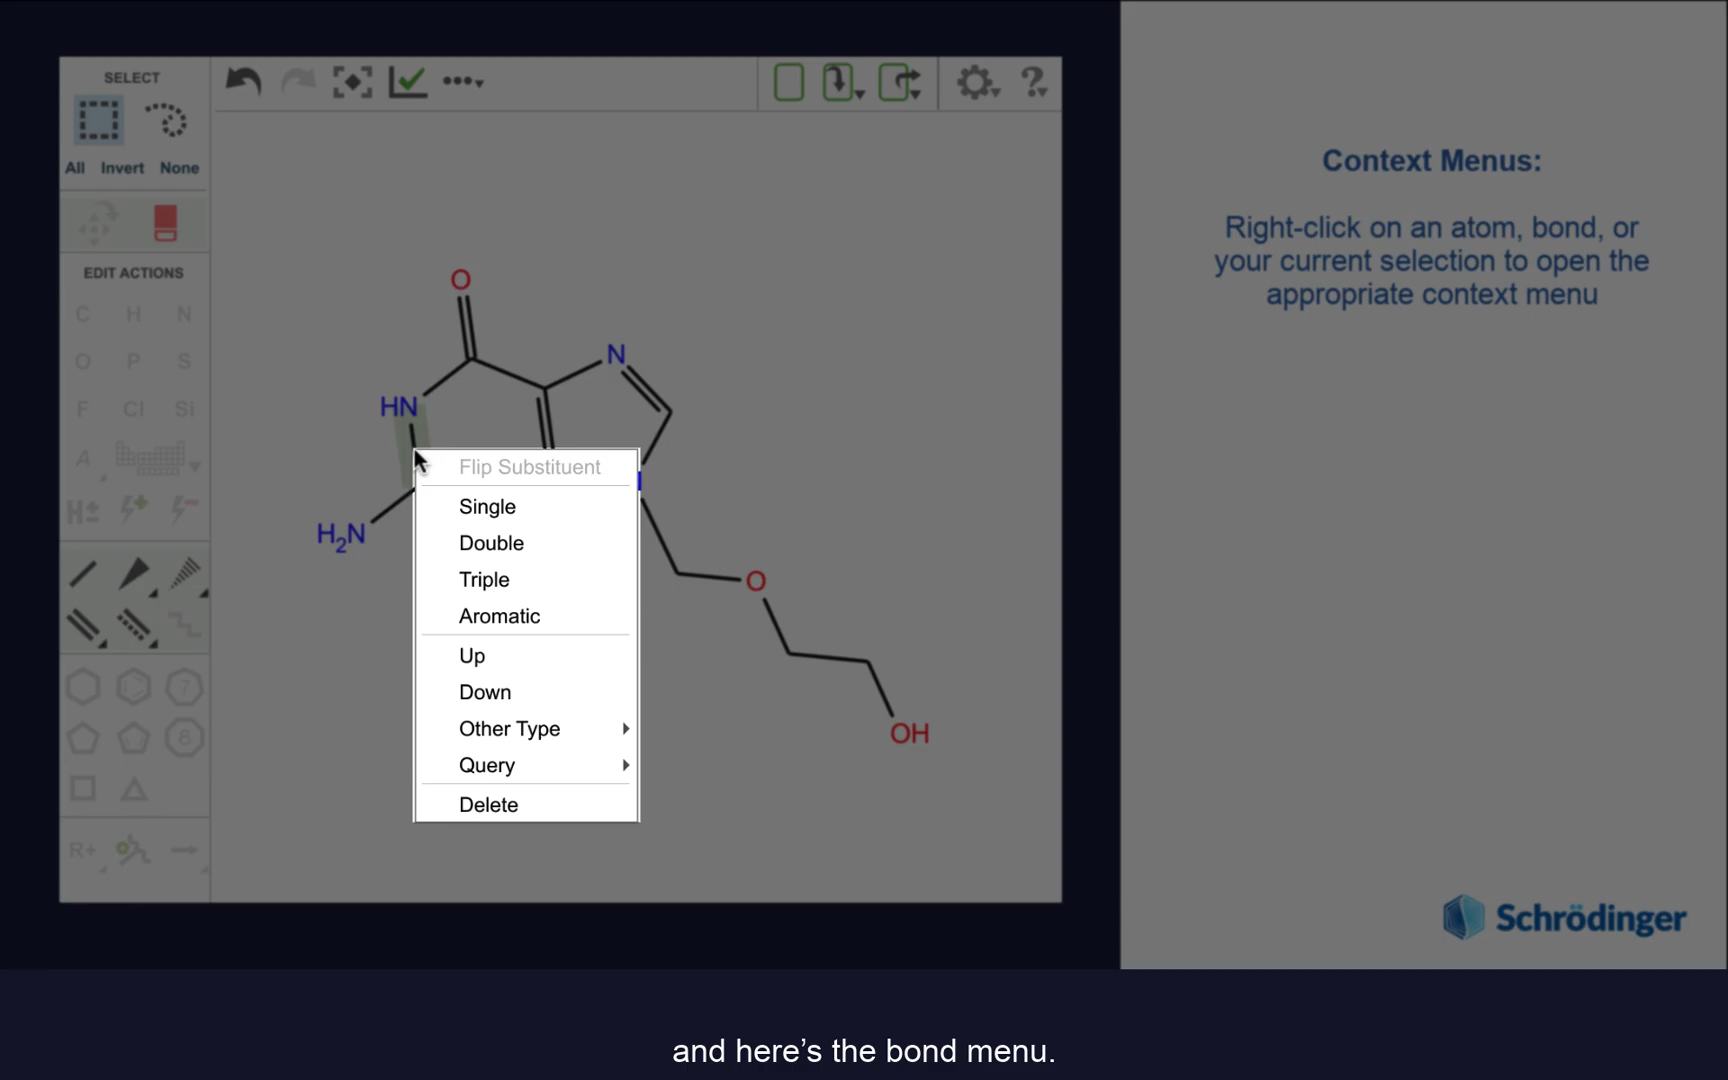 SELECT
All Invert None
EDIT ACTIONS
C H N
O P S
F Cl Si
A
H±
7
8
R+
?
O
N
HN
H2N
O
OH
Flip Substituent
Single
Double
Triple
Aromatic
Up
Down
Other Type
Query
Delete
Context Menus:
Right-click on an atom, bond, or
your current selection to open the
appropriate context menu
Schrödinger
and here’s the bond menu.